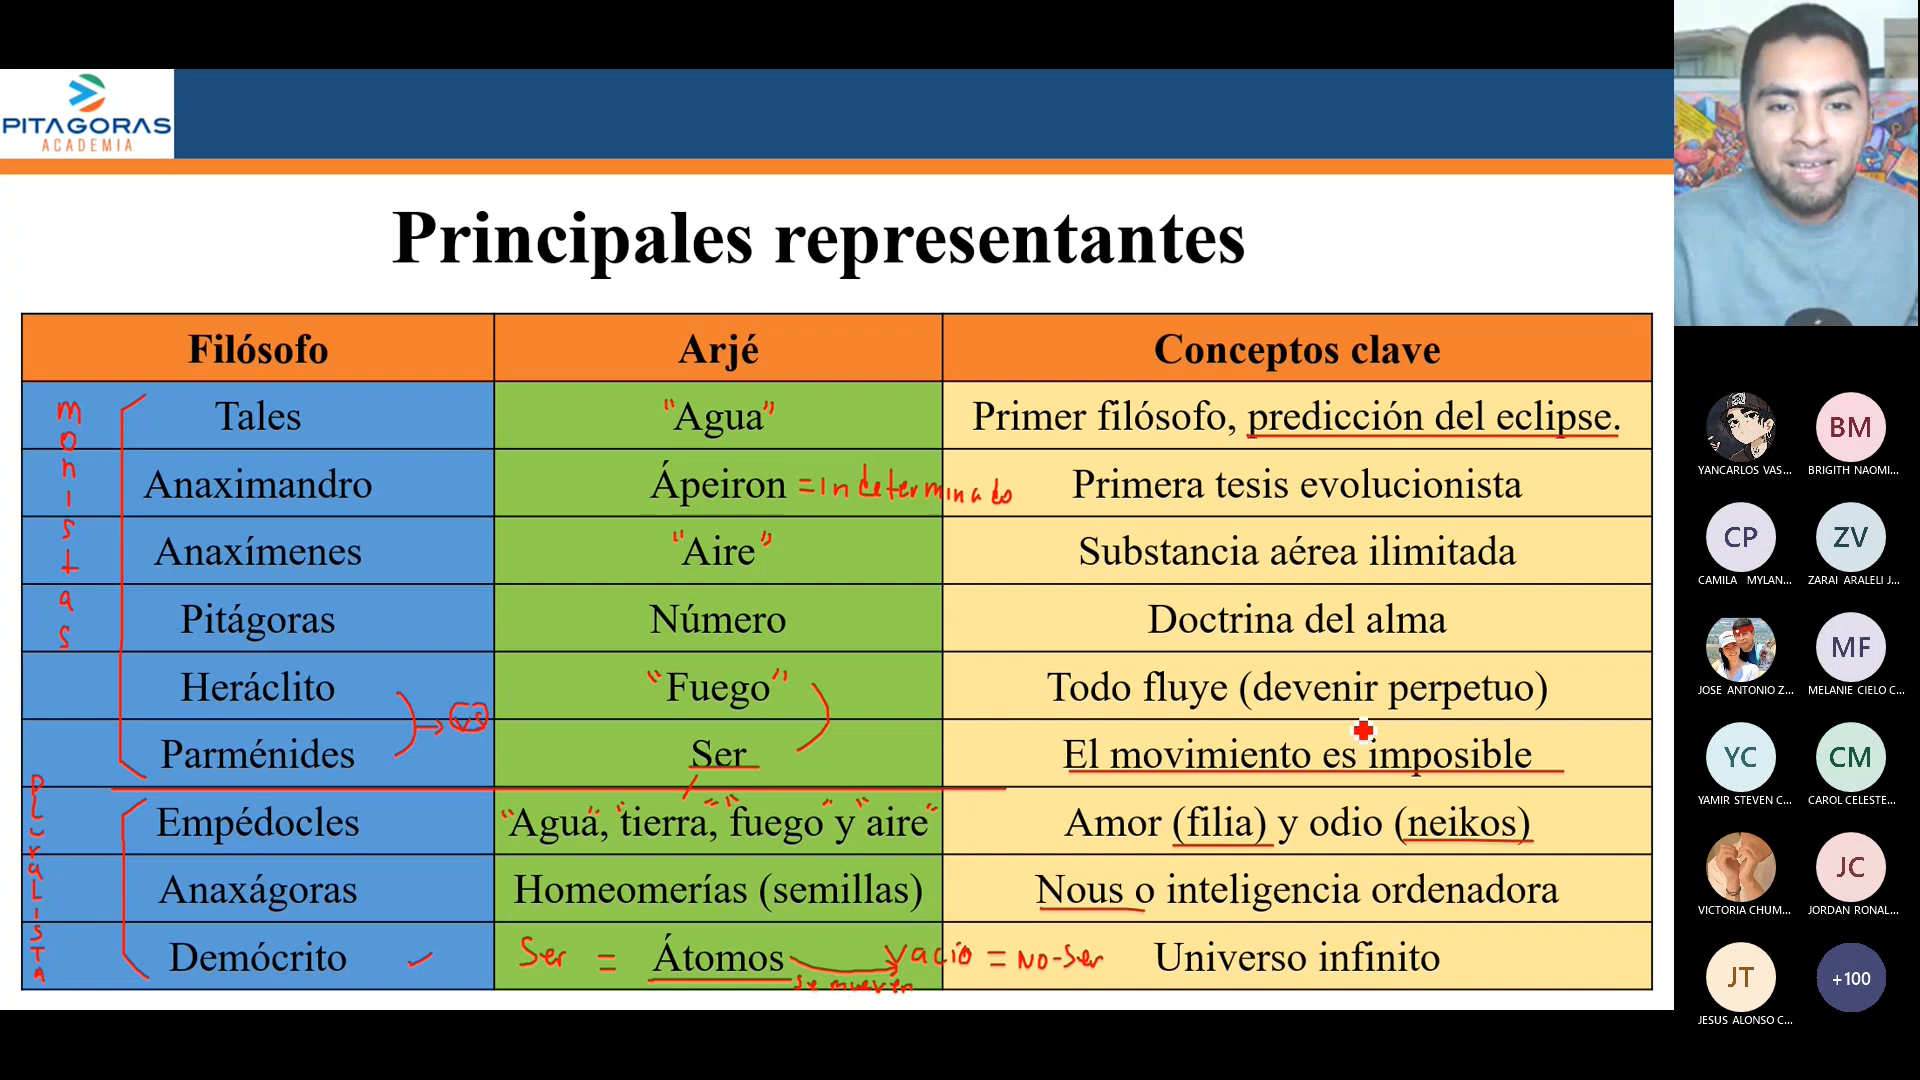 PITAGORAS
ACADEMIA
Principales representantes
Filósofo Arjé Conceptos clave
Tales "Agua" Primer filósofo, predicción del eclipse.
Anaximandro Ápeiron = Indeterminado Primera tesis evolucionista
Anaxímenes "Aire" Substancia aérea ilimitada
Pitágoras Número Doctrina del alma
Heráclito "Fuego" Todo fluye (devenir perpetuo)
vs
Parménides Ser El movimiento es imposible
Empédocles "Agua", "tierra", "fuego" y "aire" Amor (filia) y odio (neikos)
Anaxágoras Homeomerías (semillas) Nous o inteligencia ordenadora
Demócrito Ser = Átomos se mueven vacío = No-Ser Universo infinito
monistas
PLuraLiSTA
YANCARLOS VAS...
BM
BRIGITH NAOMI...
CP
CAMILA MYLAN...
ZV
ZARAI ARALELI J...
JOSE ANTONIO Z...
MF
MELANIE CIELO C...
YC
YAMIR STEVEN C...
CM
CAROL CELESTE...
VICTORIA CHUM...
JC
JORDAN RONAL...
JT
JESUS ALONSO C...
+100